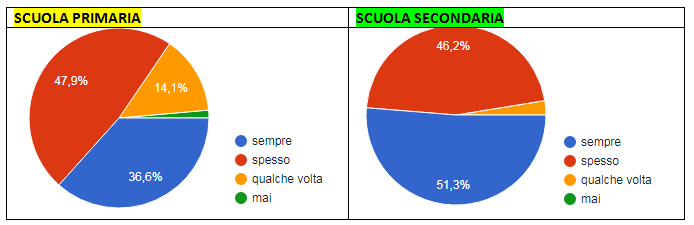 SCUOLA PRIMARIA
47,9%
14,1%
36,6%
sempre
spesso
qualche volta
mai
SCUOLA SECONDARIA
46,2%
51,3%
sempre
spesso
qualche volta
mai